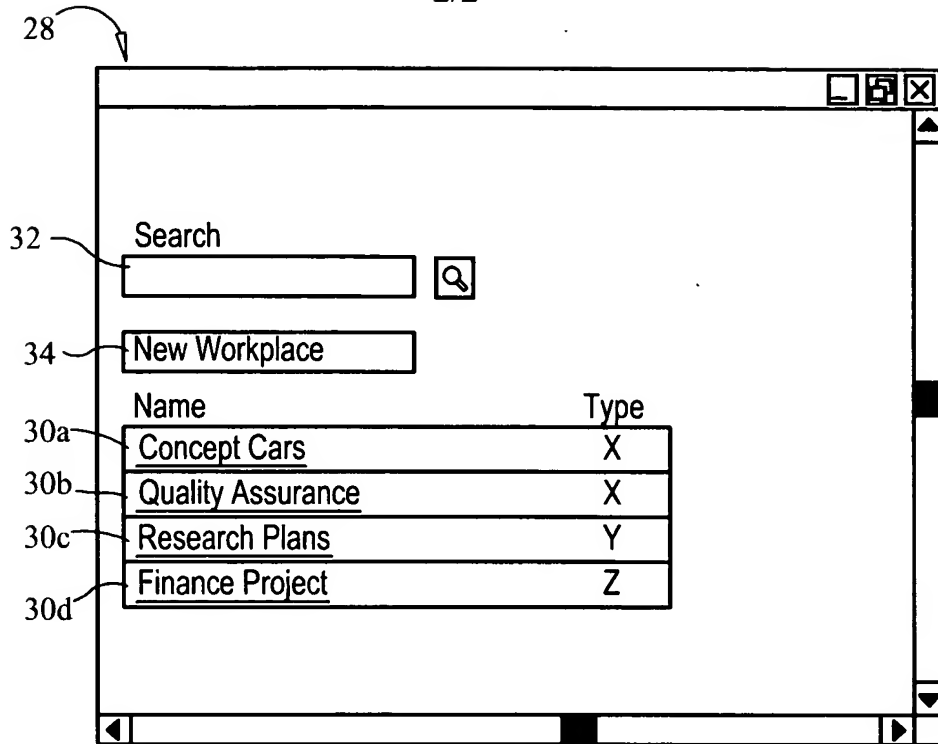 28
Search
32
34 New Workplace
Name Type
30a Concept Cars X
30b Quality Assurance X
30c Research Plans Y
30d Finance Project Z